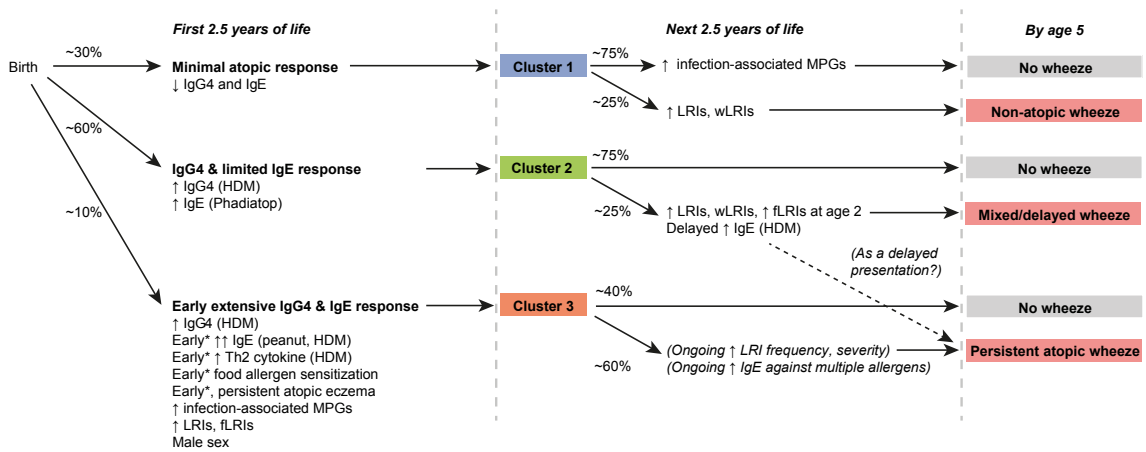 First 2.5 years of life
Next 2.5 years of life
By age 5
Birth
~30%
Minimal atopic response
↓ IgG4 and IgE
Cluster 1
~75%
↑ infection-associated MPGs
No wheeze
~25%
↑ LRIs, wLRIs
Non-atopic wheeze
~60%
IgG4 & limited IgE response
↑ IgG4 (HDM)
↑ IgE (Phadiatop)
Cluster 2
~75%
No wheeze
~25%
↑ LRIs, wLRIs, ↑ fLRIs at age 2
Delayed ↑ IgE (HDM)
Mixed/delayed wheeze
(As a delayed
presentation?)
~10%
Early extensive IgG4 & IgE response
↑ IgG4 (HDM)
Early* ↑↑ IgE (peanut, HDM)
Early* ↑ Th2 cytokine (HDM)
Early* food allergen sensitization
Early*, persistent atopic eczema
↑ infection-associated MPGs
↑ LRIs, fLRIs
Male sex
Cluster 3
~40%
No wheeze
~60%
(Ongoing ↑ LRI frequency, severity)
(Ongoing ↑ IgE against multiple allergens)
Persistent atopic wheeze